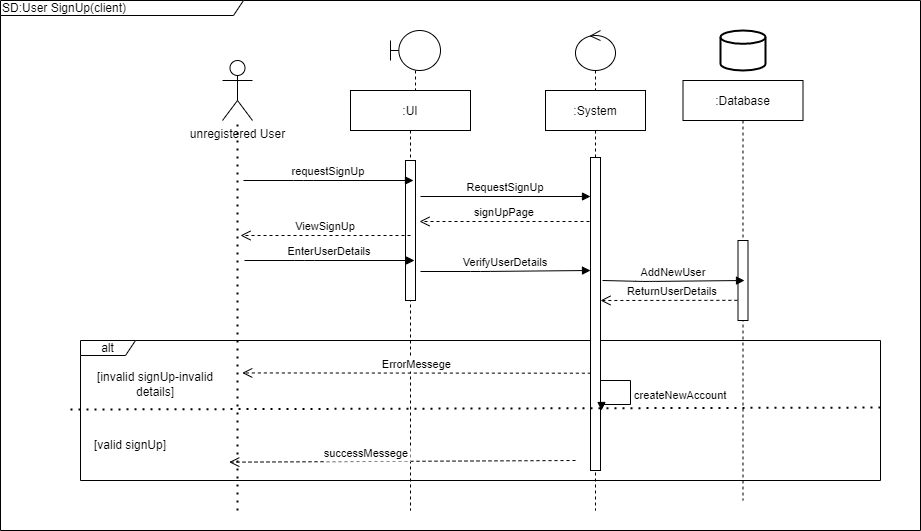 SD:User SignUp(client)
:UI
:System
:Database
unregistered User
requestSignUp
RequestSignUp
signUpPage
ViewSignUp
EnterUserDetails
VerifyUserDetails
AddNewUser
ReturnUserDetails
alt
ErrorMessege
[invalid signUp-invalid
details]
createNewAccount
[valid signUp]
successMessege